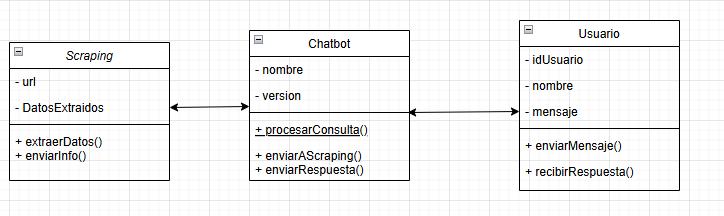 Scraping
- url
- DatosExtraidos
+ extraerDatos()
+ enviarInfo()
Chatbot
- nombre
- version
+ procesarConsulta()
+ enviarAScraping()
+ enviarRespuesta()
Usuario
- idUsuario
- nombre
- mensaje
+ enviarMensaje()
+ recibirRespuesta()